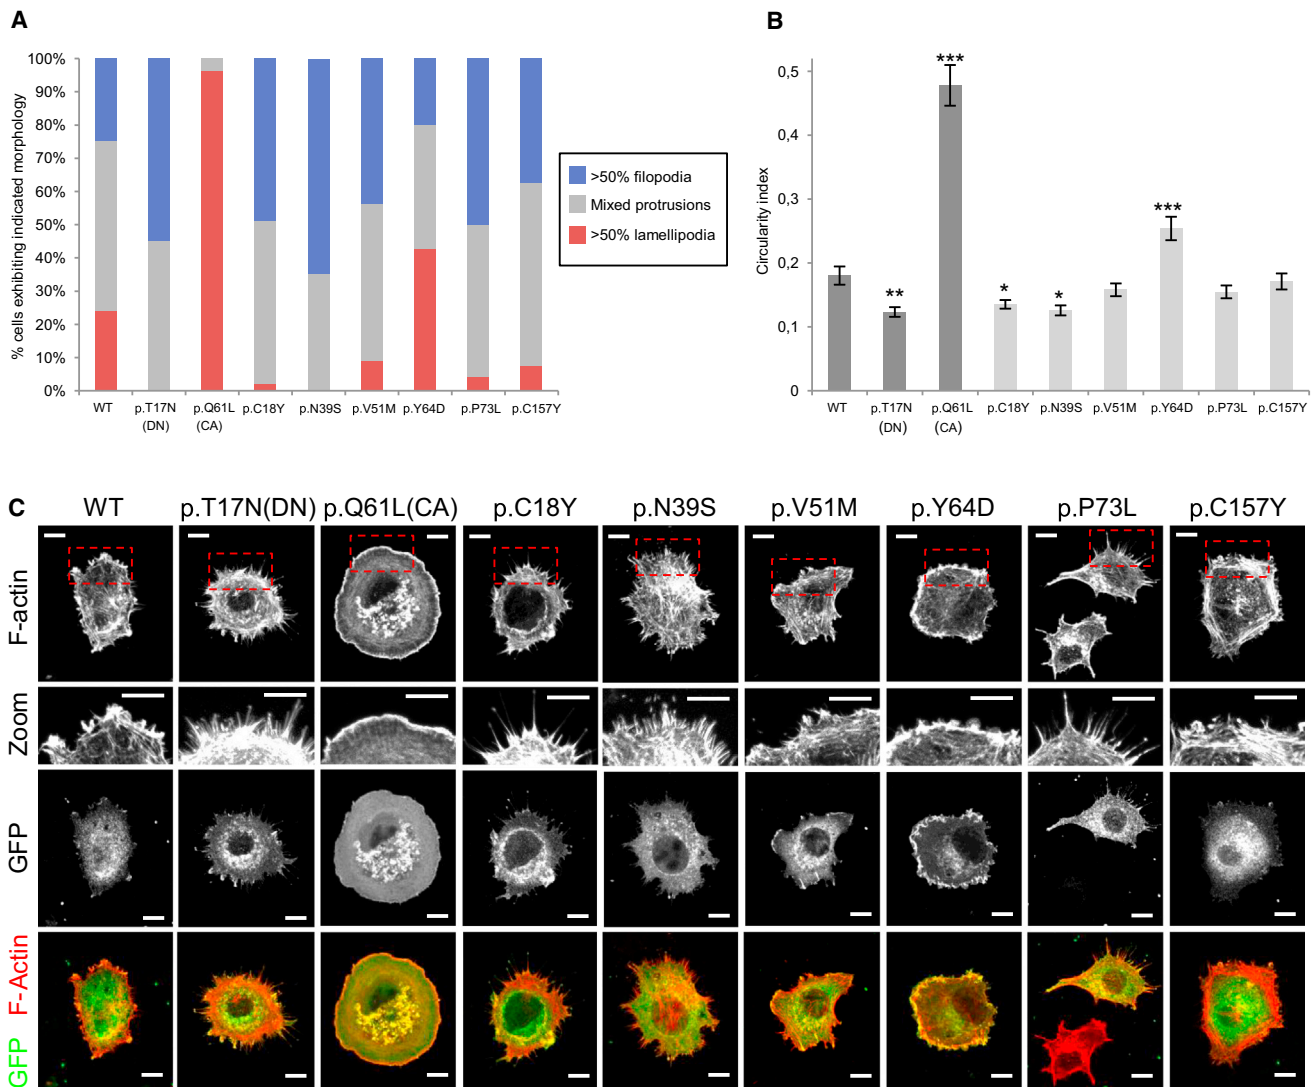 A
% cells exhibiting indicated morphology
100%
90%
80%
70%
60%
50%
40%
30%
20%
10%
0%
WT p.T17N (DN) p.Q61L (CA) p.C18Y p.N39S p.V51M p.Y64D p.P73L p.C157Y
>50% filopodia
Mixed protrusions
>50% lamellipodia
B
Circularity index
0,5
0,4
0,3
0,2
0,1
0
** *** * * ***
WT p.T17N (DN) p.Q61L (CA) p.C18Y p.N39S p.V51M p.Y64D p.P73L p.C157Y
C
WT p.T17N(DN) p.Q61L(CA) p.C18Y p.N39S p.V51M p.Y64D p.P73L p.C157Y
F-actin
Zoom
GFP
GFP F-Actin